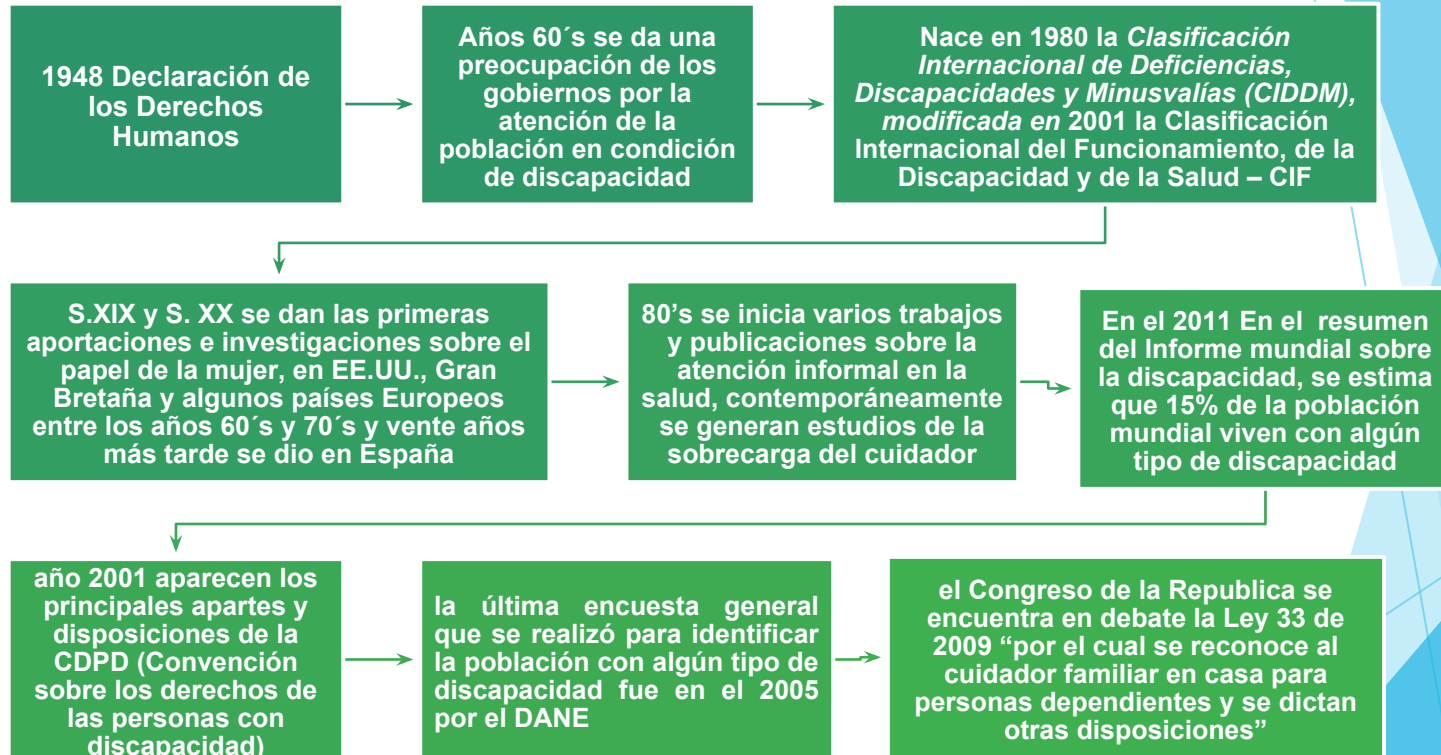 1948 Declaración de
los Derechos
Humanos
Años 60´s se da una
preocupación de los
gobiernos por la
atención de la
población en condición
de discapacidad
Nace en 1980 la Clasificación
Internacional de Deficiencias,
Discapacidades y Minusvalías (CIDDM),
modificada en 2001 la Clasificación
Internacional del Funcionamiento, de la
Discapacidad y de la Salud – CIF
S.XIX y S. XX se dan las primeras
aportaciones e investigaciones sobre el
papel de la mujer, en EE.UU., Gran
Bretaña y algunos países Europeos
entre los años 60´s y 70´s y vente años
más tarde se dio en España
80’s se inicia varios trabajos
y publicaciones sobre la
atención informal en la
salud, contemporáneamente
se generan estudios de la
sobrecarga del cuidador
En el 2011 En el resumen
del Informe mundial sobre
la discapacidad, se estima
que 15% de la población
mundial viven con algún
tipo de discapacidad
año 2001 aparecen los
principales apartes y
disposiciones de la
CDPD (Convención
sobre los derechos de
las personas con
discapacidad)
la última encuesta general
que se realizó para identificar
la población con algún tipo de
discapacidad fue en el 2005
por el DANE
el Congreso de la Republica se
encuentra en debate la Ley 33 de
2009 “por el cual se reconoce al
cuidador familiar en casa para
personas dependientes y se dictan
otras disposiciones”